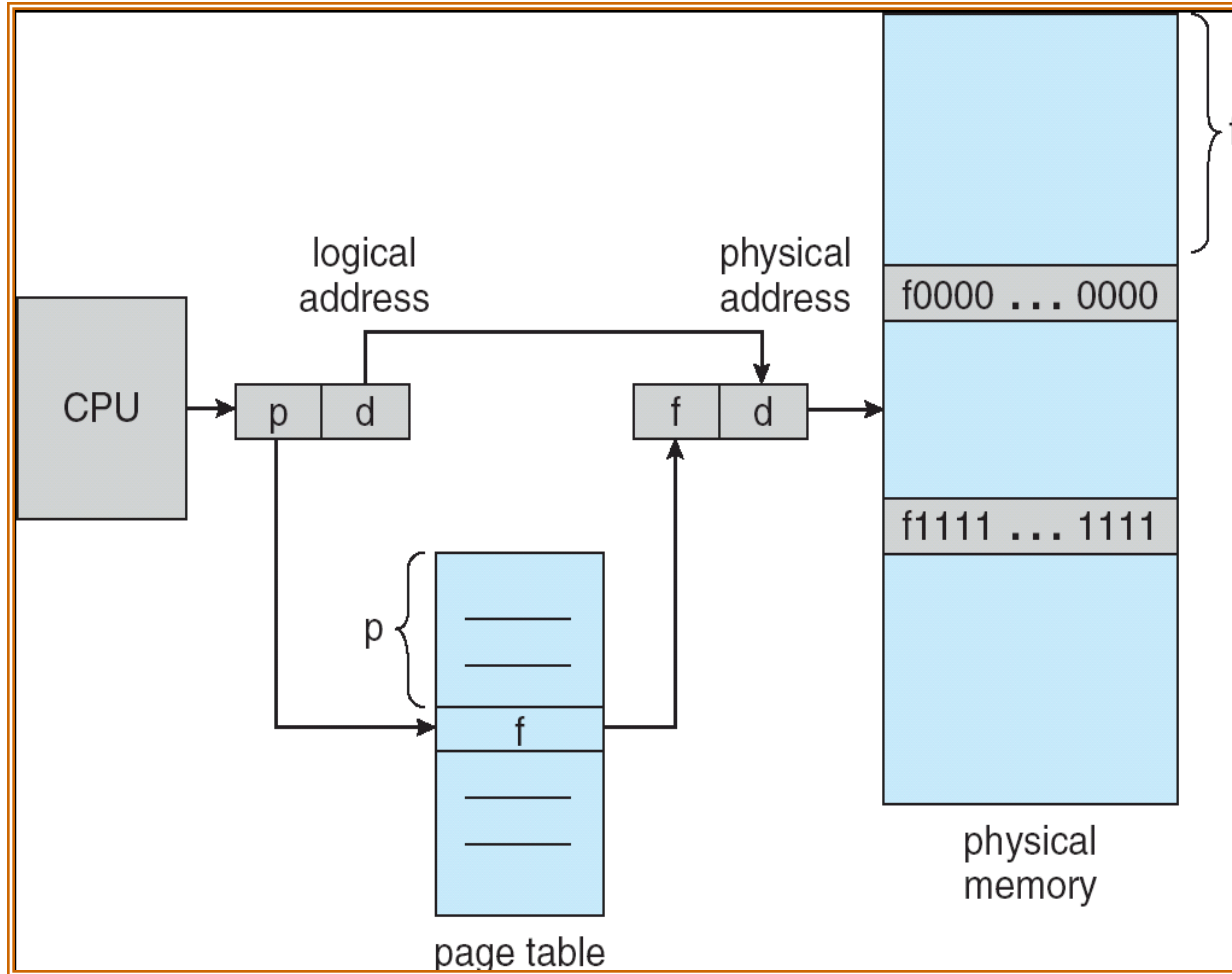 logical
address
physical
address
f0000 ... 0000
CPU
p
d
f
d
f1111 ... 1111
p
f
physical
memory
page table